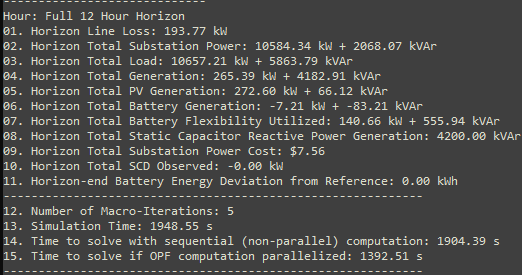 ------------------------------
Hour: Full 12 Hour Horizon
01. Horizon Line Loss: 193.77 kW
02. Horizon Total Substation Power: 10584.34 kW + 2068.07 kVAr
03. Horizon Total Load: 10657.21 kW + 5863.79 kVAr
04. Horizon Total Generation: 265.39 kW + 4182.91 kVAr
05. Horizon Total PV Generation: 272.60 kW + 66.12 kVAr
06. Horizon Total Battery Generation: -7.21 kW + -83.21 kVAr
07. Horizon Total Battery Flexibility Utilized: 140.66 kW + 555.94 kVAr
08. Horizon Total Static Capacitor Reactive Power Generation: 4200.00 kVAr
09. Horizon Total Substation Power Cost: $7.56
10. Horizon Total SCD Observed: -0.00 kW
11. Horizon-end Battery Energy Deviation from Reference: 0.00 kWh
------------------------------------------------------------
12. Number of Macro-Iterations: 5
13. Simulation Time: 1948.55 s
14. Time to solve with sequential (non-parallel) computation: 1904.39 s
15. Time to solve if OPF computation parallelized: 1392.51 s
------------------------------------------------------------